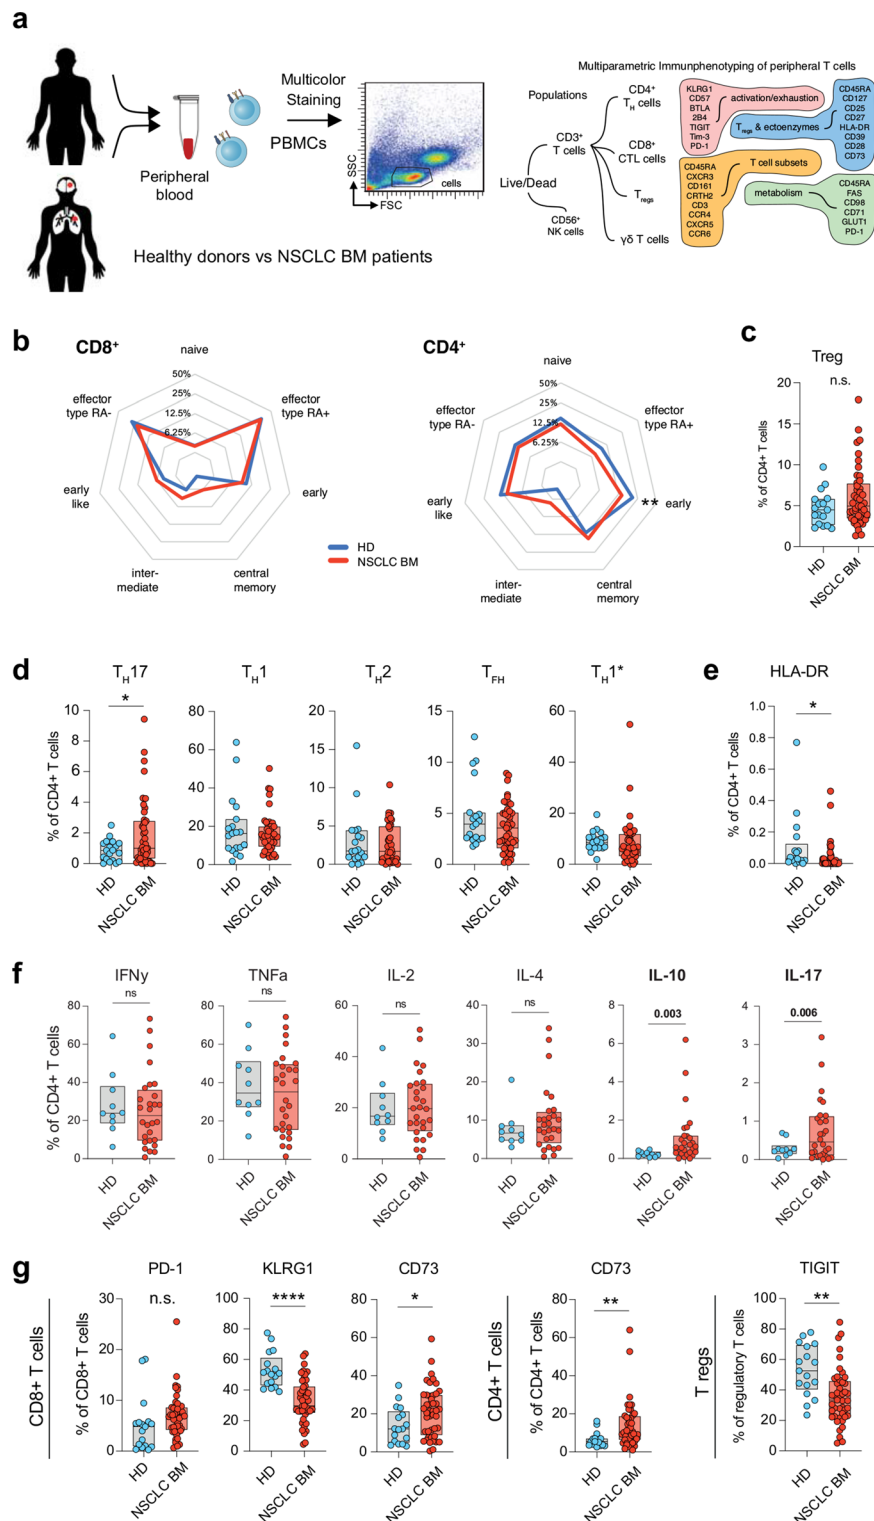 a
Multiparametric Immunphenotyping of peripheral T cells
Multicolor
Staining
PBMCs
Peripheral
blood
SSC
FSC
cells
Healthy donors vs NSCLC BM patients
Populations
Live/Dead
CD3+
T cells
CD56+
NK cells
CD4+
TH cells
CD8+
CTL cells
Tregs
γδ T cells
KLRG1
CD57
BTLA
2B4
TIGIT
Tim-3
PD-1
activation/exhaustion
Tregs & ectoenzymes
CD45RA
CD127
CD25
CD27
HLA-DR
CD39
CD28
CD73
CD45RA
CXCR3
CD161
CRTH2
CD3
CCR4
CXCR5
CCR6
T cell subsets
metabolism
CD45RA
FAS
CD98
CD71
GLUT1
PD-1
b
CD8+
naive
50%
25%
12.5%
6.25%
effector
type RA-
effector
type RA+
early
like
early
inter-
mediate
central
memory
HD
NSCLC BM
CD4+
naive
50%
25%
12.5%
6.25%
effector
type RA-
effector
type RA+
early
like
** early
inter-
mediate
central
memory
c
Treg
n.s.
% of CD4+ T cells
20
15
10
5
0
HD
NSCLC BM
d
TH17
*
% of CD4+ T cells
10
8
6
4
2
0
HD
NSCLC BM
TH1
80
60
40
20
0
HD
NSCLC BM
TH2
20
15
10
5
0
HD
NSCLC BM
TFH
15
10
5
0
HD
NSCLC BM
TH1*
60
40
20
0
HD
NSCLC BM
e
HLA-DR
*
% of CD4+ T cells
1.0
0.8
0.6
0.4
0.2
0.0
HD
NSCLC BM
f
IFNy
ns
% of CD4+ T cells
80
60
40
20
0
HD
NSCLC BM
TNFa
ns
80
60
40
20
0
HD
NSCLC BM
IL-2
ns
60
40
20
0
HD
NSCLC BM
IL-4
ns
40
30
20
10
0
HD
NSCLC BM
IL-10
0.003
8
6
4
2
0
HD
NSCLC BM
IL-17
0.006
4
3
2
1
0
HD
NSCLC BM
g
CD8+ T cells
PD-1
n.s.
% of CD8+ T cells
30
20
10
0
HD
NSCLC BM
KLRG1
****
100
80
60
40
20
0
HD
NSCLC BM
CD73
*
80
60
40
20
0
HD
NSCLC BM
CD4+ T cells
CD73
**
% of CD4+ T cells
80
60
40
20
0
HD
NSCLC BM
T regs
TIGIT
**
% of regulatory T cells
100
80
60
40
20
0
HD
NSCLC BM